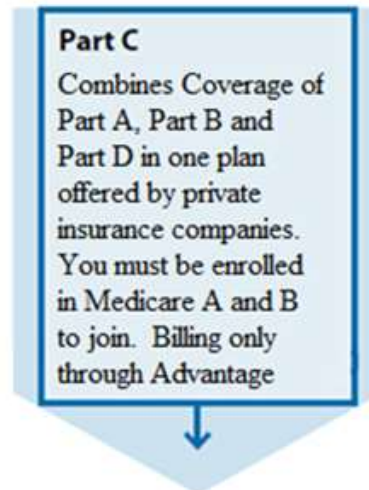 Part C
Combines Coverage of
Part A, Part B and
Part D in one plan
offered by private
insurance companies.
You must be enrolled
in Medicare A and B
to join.  Billing only
through Advantage